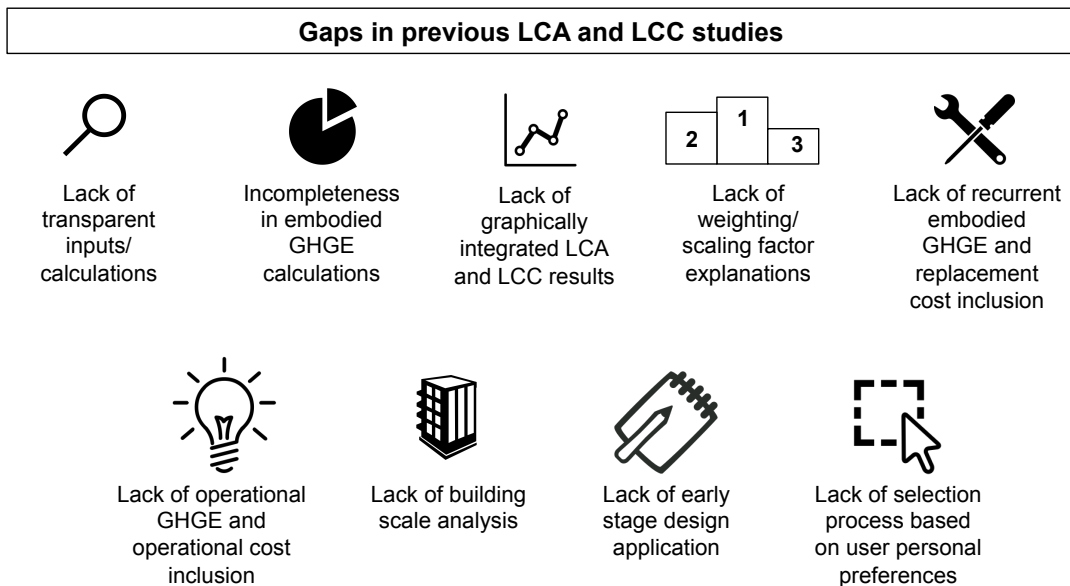 Gaps in previous LCA and LCC studies
2
1
3
Lack of
transparent
inputs/
calculations
Incompleteness
in embodied
GHGE
calculations
Lack of
graphically
integrated LCA
and LCC results
Lack of
weighting/
scaling factor
explanations
Lack of recurrent
embodied
GHGE and
replacement
cost inclusion
Lack of operational
GHGE and
operational cost
inclusion
Lack of building
scale analysis
Lack of early
stage design
application
Lack of selection
process based
on user personal
preferences